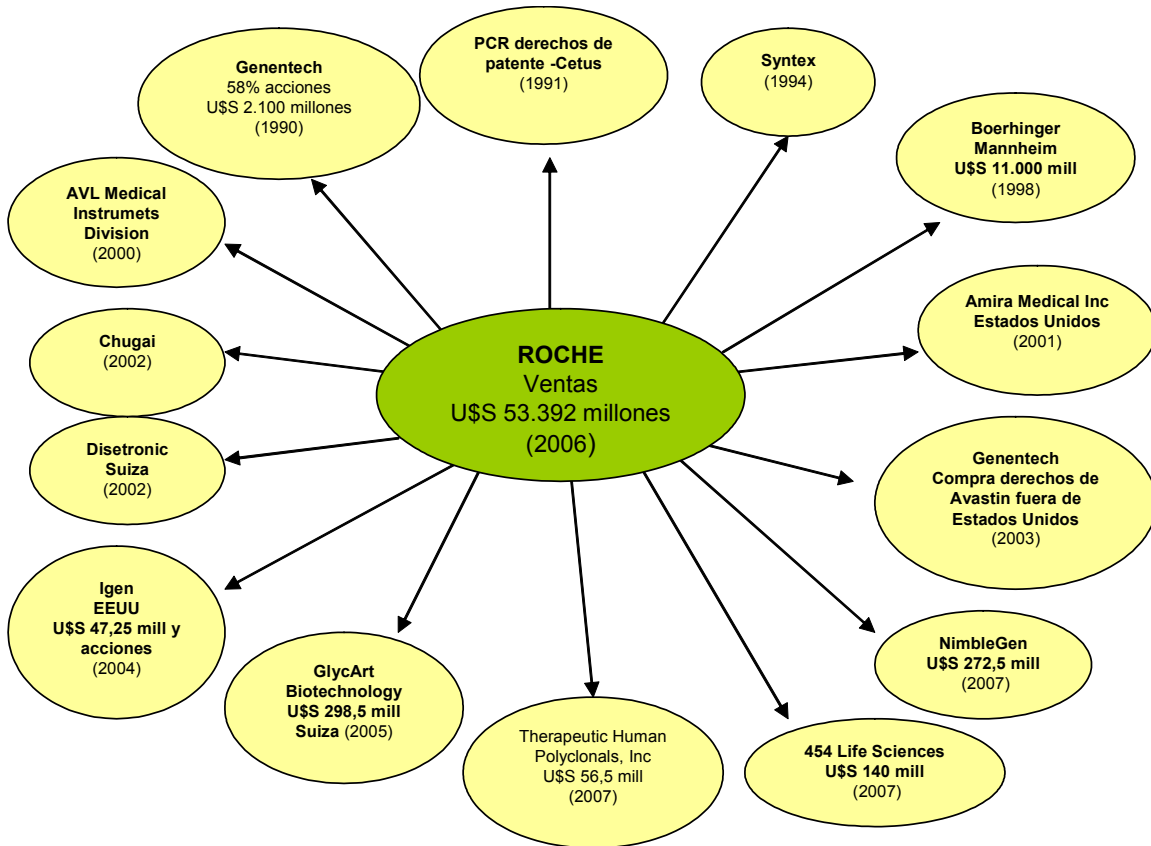 Genentech
58% acciones
U$S 2.100 millones
(1990)
PCR derechos de
patente -Cetus
(1991)
Syntex
(1994)
Boerhinger
Mannheim
U$S 11.000 mill
(1998)
AVL Medical
Instrumets
Division
(2000)
Amira Medical Inc
Estados Unidos
(2001)
Chugai
(2002)
ROCHE
Ventas
U$S 53.392 millones
(2006)
Disetronic
Suiza
(2002)
Genentech
Compra derechos de
Avastin fuera de
Estados Unidos
(2003)
Igen
EEUU
U$S 47,25 mill y
acciones
(2004)
GlycArt
Biotechnology
U$S 298,5 mill
Suiza (2005)
Therapeutic Human
Polyclonals, Inc
U$S 56,5 mill
(2007)
454 Life Sciences
U$S 140 mill
(2007)
NimbleGen
U$S 272,5 mill
(2007)